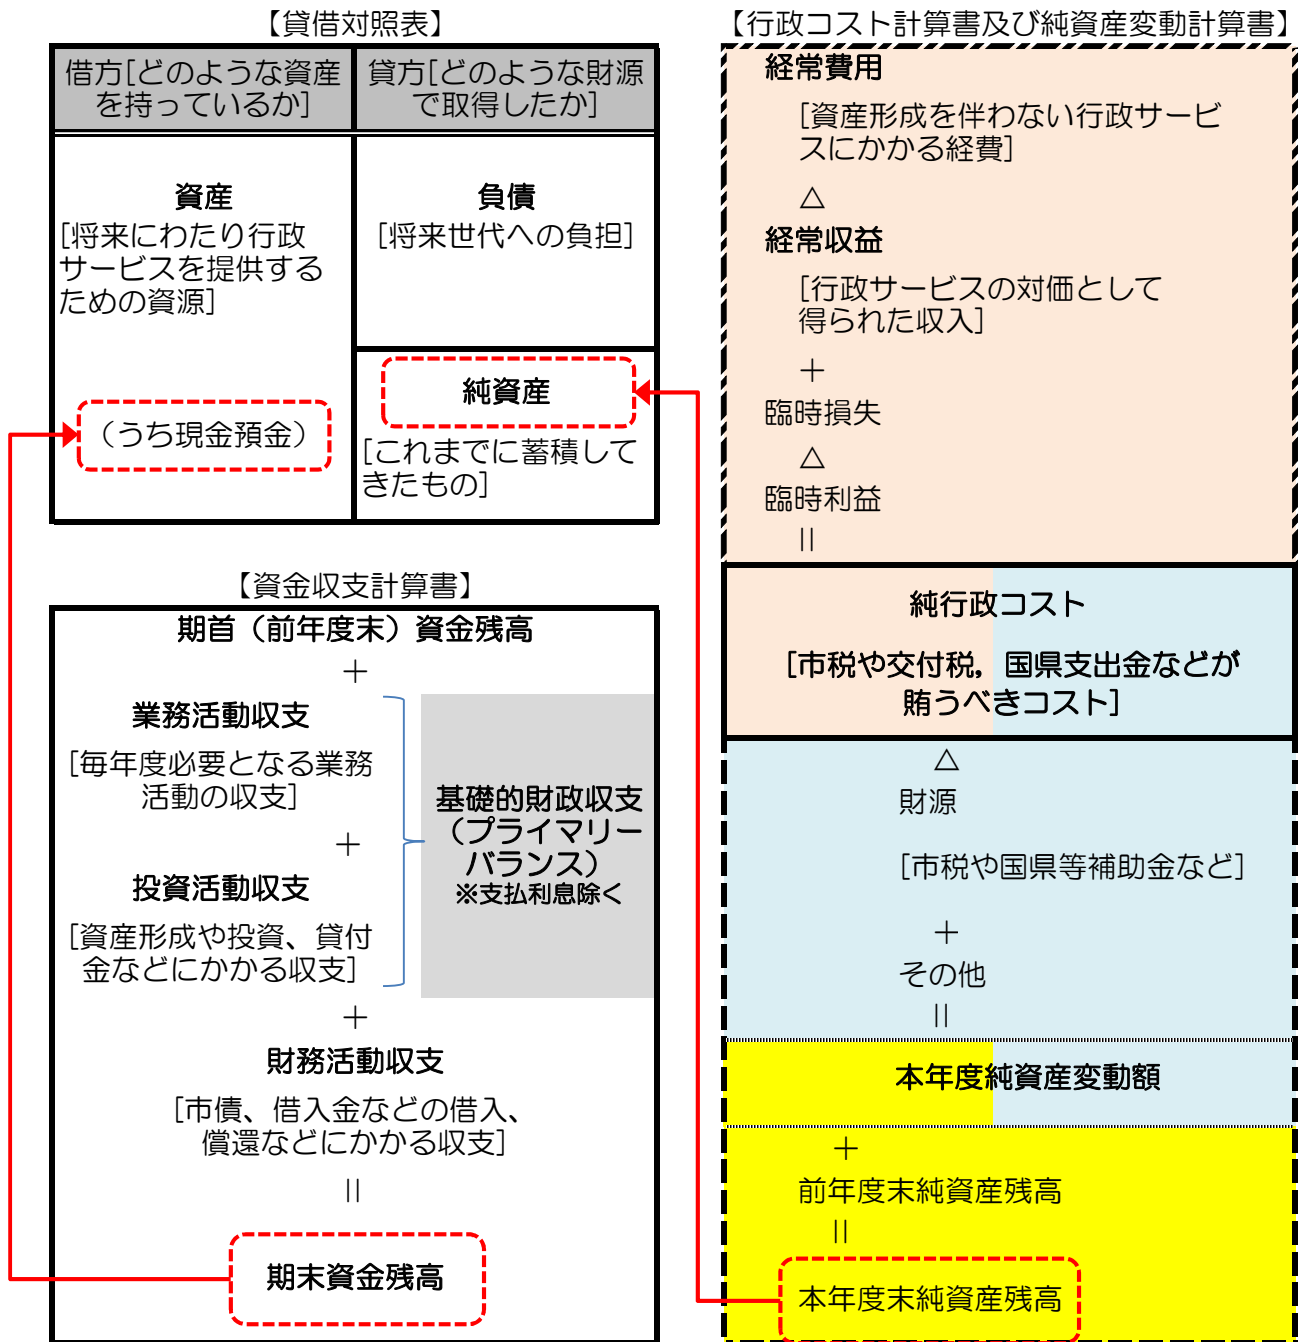 【貸借対照表】
借方[どのような資産
を持っているか]
貸方[どのような財源
で取得したか]
資産
[将来にわたり行政
サービスを提供する
ための資源]
（うち現金預金）
負債
[将来世代への負担]
純資産
[これまでに蓄積して
きたもの]
【資金収支計算書】
期首（前年度末）資金残高
＋
業務活動収支
[毎年度必要となる業務
活動の収支]
＋
投資活動収支
[資産形成や投資、貸付
金などにかかる収支]
基礎的財政収支
（プライマリー
バランス）
※支払利息除く
＋
財務活動収支
[市債、借入金などの借入、
償還などにかかる収支]
||
期末資金残高
【行政コスト計算書及び純資産変動計算書】
経常費用
[資産形成を伴わない行政サービ
スにかかる経費]
△
経常収益
[行政サービスの対価として
得られた収入]
＋
臨時損失
△
臨時利益
||
純行政コスト
[市税や交付税，国県支出金などが
賄うべきコスト]
△
財源
[市税や国県等補助金など]
＋
その他
||
本年度純資産変動額
＋
前年度末純資産残高
||
本年度末純資産残高